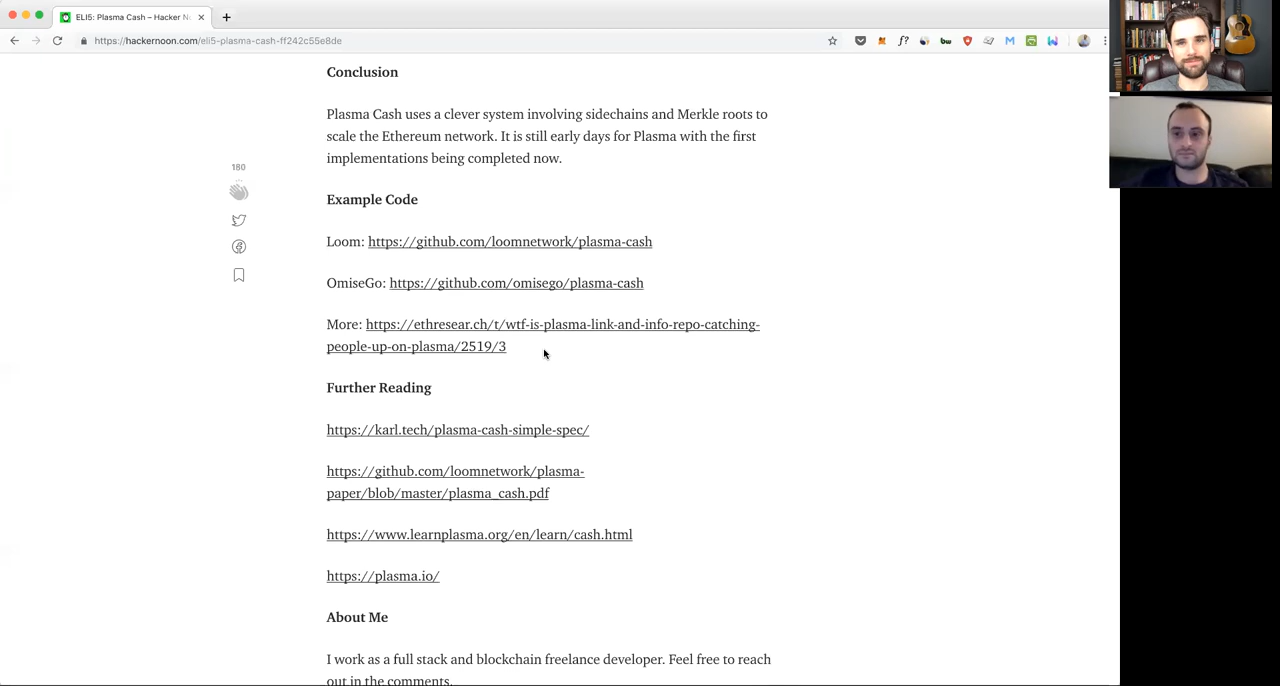 ELI5: Plasma Cash – Hacker N
https://hackernoon.com/eli5-plasma-cash-ff242c55e8de
Conclusion
Plasma Cash uses a clever system involving sidechains and Merkle roots to
scale the Ethereum network. It is still early days for Plasma with the first
implementations being completed now.
180
Example Code
Loom: https://github.com/loomnetwork/plasma-cash
OmiseGo: https://github.com/omisego/plasma-cash
More: https://ethresear.ch/t/wtf-is-plasma-link-and-info-repo-catching-
people-up-on-plasma/2519/3
Further Reading
https://karl.tech/plasma-cash-simple-spec/
https://github.com/loomnetwork/plasma-
paper/blob/master/plasma_cash.pdf
https://www.learnplasma.org/en/learn/cash.html
https://plasma.io/
About Me
I work as a full stack and blockchain freelance developer. Feel free to reach
out in the comments.